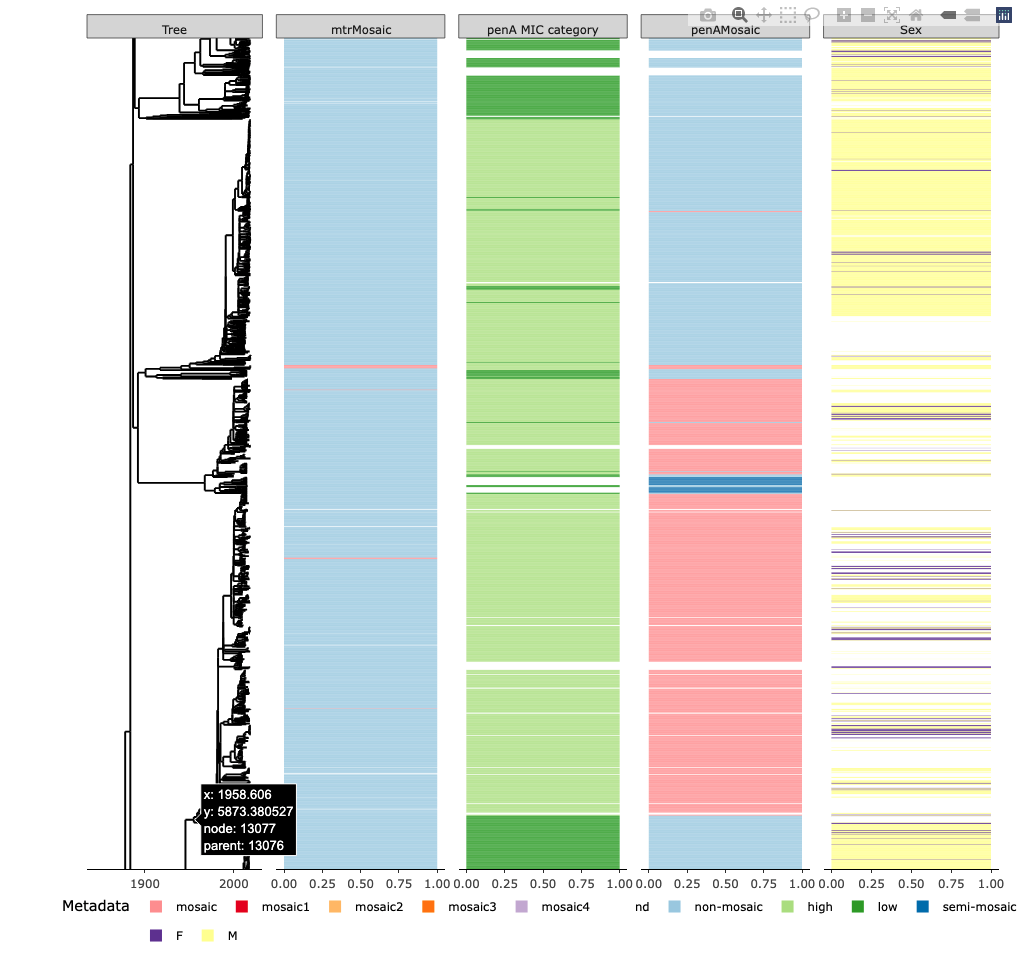 Tree mtrMosaic penA MIC category penAMosaic Sex
x: 1958.606
y: 5873.380527
node: 13077
parent: 13076
1900 2000 0.00 0.25 0.50 0.75 1.00 0.00 0.25 0.50 0.75 1.00 0.00 0.25 0.50 0.75 1.00 0.00 0.25 0.50 0.75 1.00
Metadata mosaic mosaic1 mosaic2 mosaic3 mosaic4 nd non-mosaic high low semi-mosaic
F M